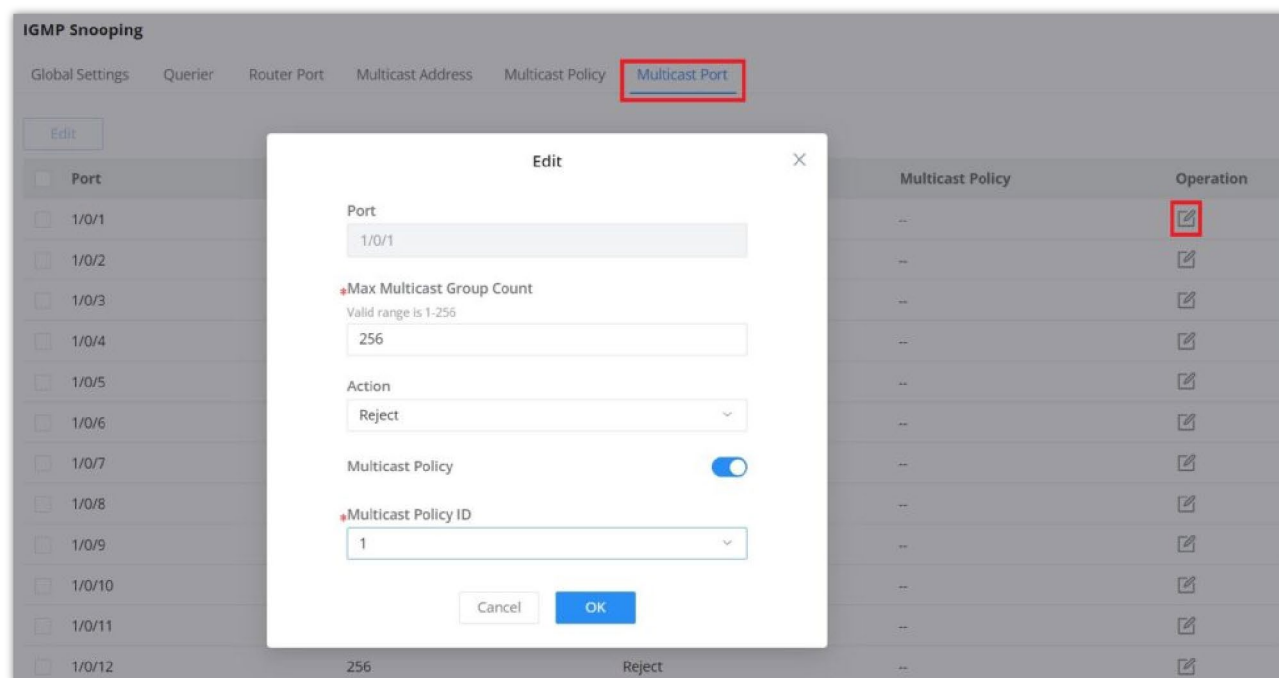 IGMP Snooping
Global Settings Querier Router Port Multicast Address Multicast Policy Multicast Port
Edit
Edit
Port Multicast Policy Operation
Port
1/0/1
1/0/1 --
1/0/2 --
Max Multicast Group Count
Valid range is 1-256
1/0/3 --
256
1/0/4 --
Action
1/0/5 --
Reject
1/0/6 --
Multicast Policy
1/0/7 --
*Multicast Policy ID
1/0/8 --
1
1/0/9 --
1/0/10 --
Cancel OK
1/0/11 --
1/0/12 256 Reject --